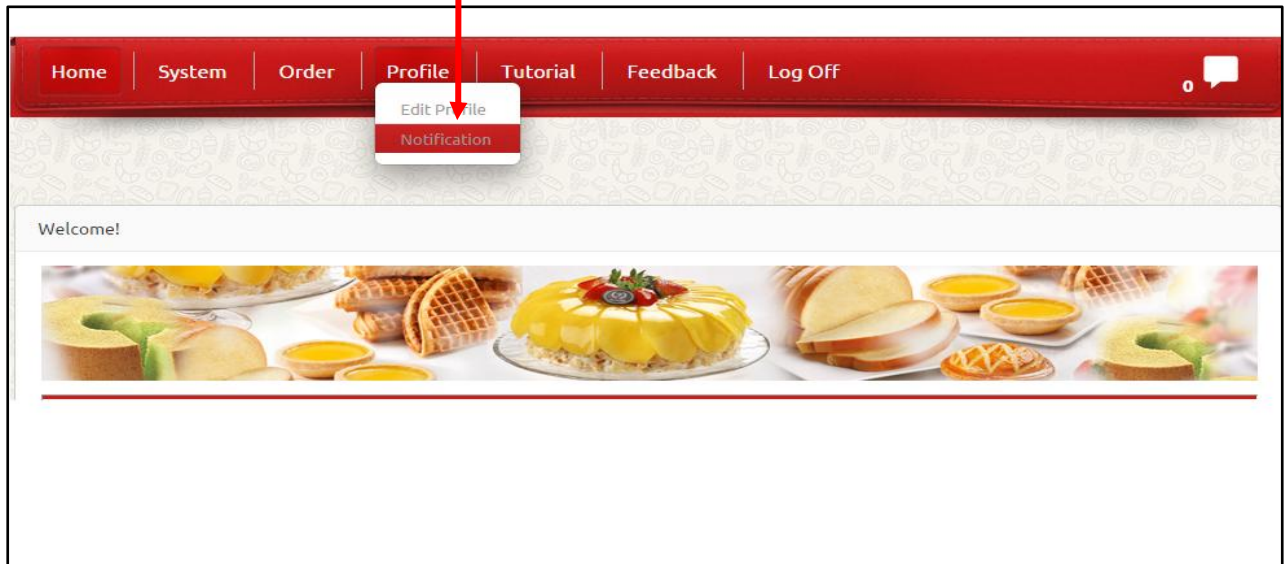 Home System Order Profile Tutorial Feedback Log Off 0
Edit Profile
Notification
Welcome!